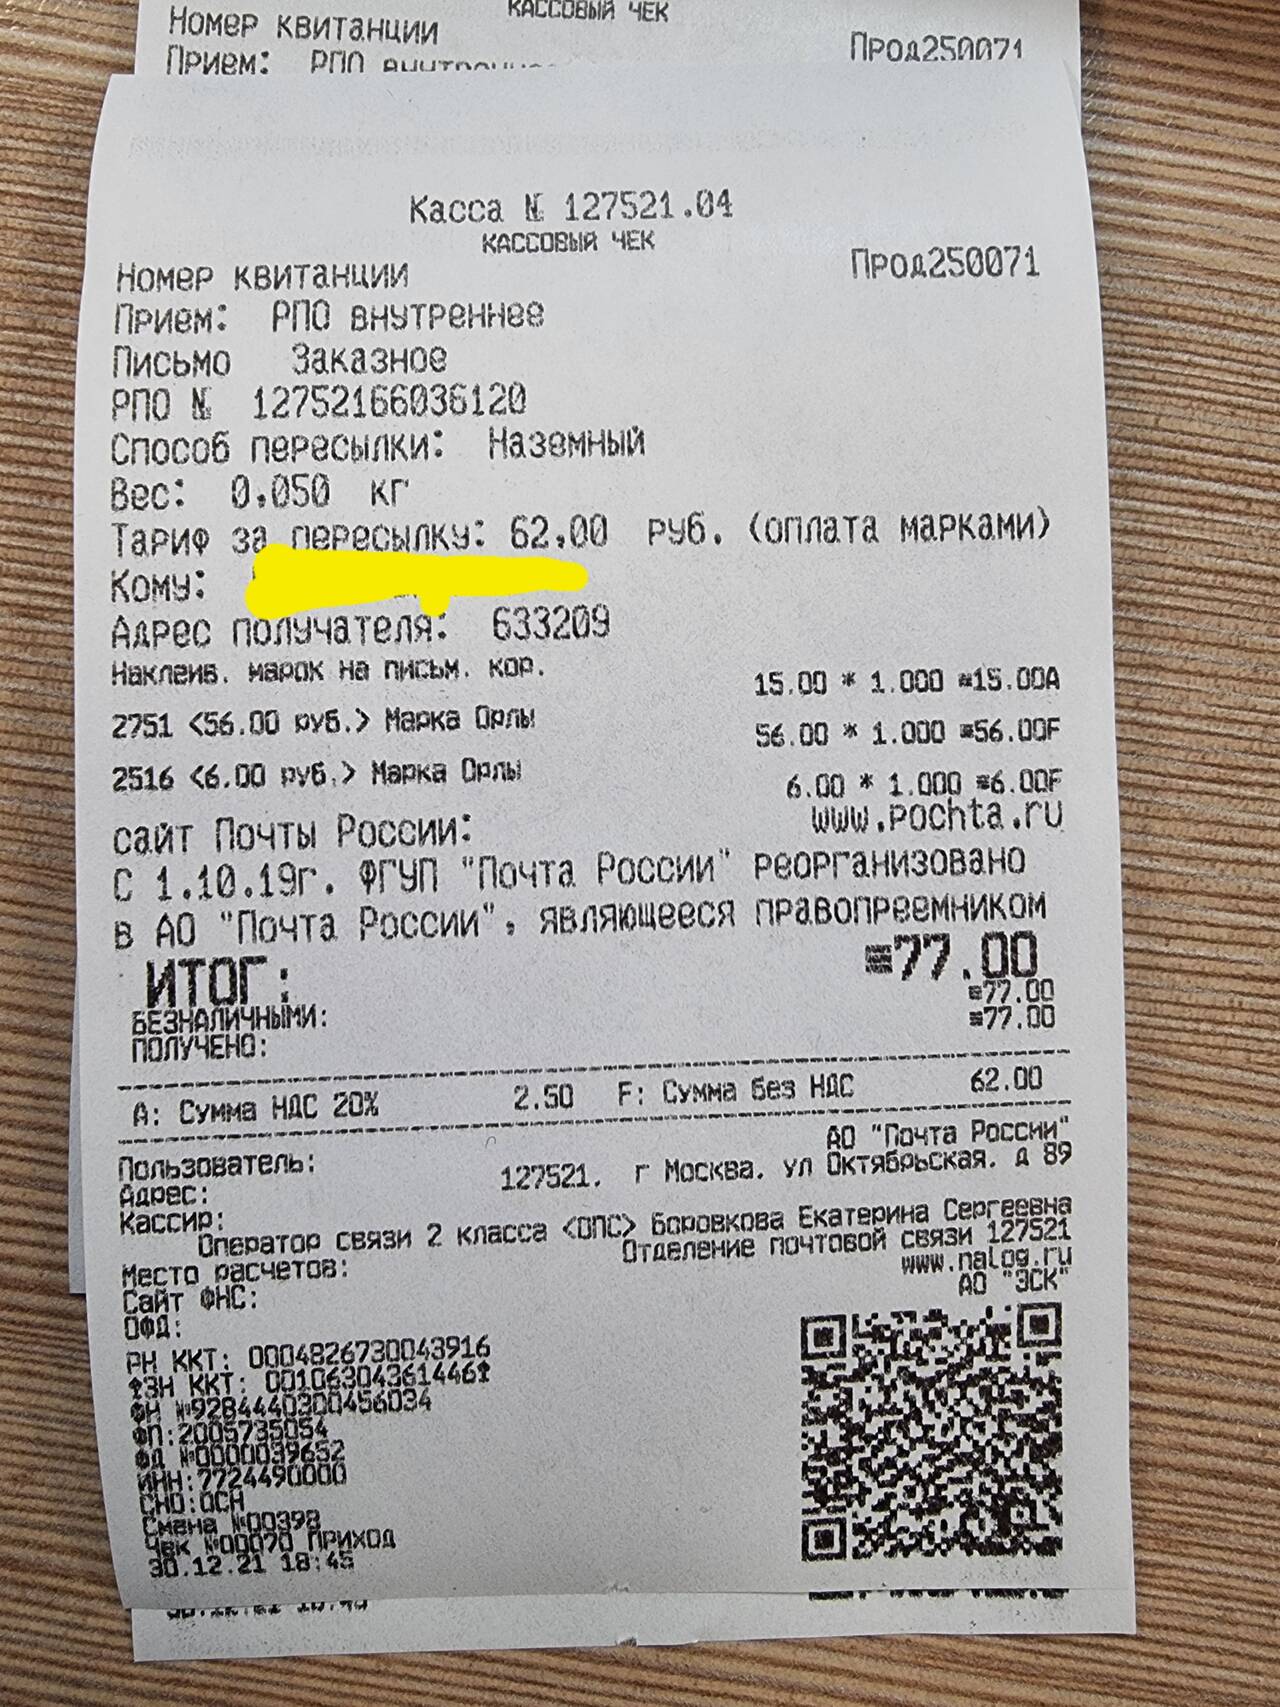 КАССОВЫЙ ЧЕК
Номер квитанции Прод250071
Прием: РПО внутреннее
Касса № 127521.04
КАССОВЫЙ ЧЕК
Номер квитанции Прод250071
Прием: РПО внутреннее
Письмо Заказное
РПО № 12752166036120
Способ пересылки: Наземный
Вес: 0,050 кг
Тариф за пересылку: 62,00 руб. (оплата марками)
Кому:
Адрес получателя: 633209
Наклеив. марок на письм. кор.
15.00 * 1.000 ≡15.00A
2751 <56.00 руб.> Марка Орлы
56.00 * 1.000 ≡56.00F
2516 <6.00 руб.> Марка Орлы
6.00 * 1.000 ≡6.00F
сайт Почты России: www.pochta.ru
С 1.10.19г. ФГУП "Почта России" реорганизовано
в АО "Почта России", являющееся правопреемником
ИТОГ: ≡77.00
БЕЗНАЛИЧНЫМИ: ≡77.00
ПОЛУЧЕНО: ≡77.00
А: Сумма НДС 20% 2.50 F: Сумма без НДС 62.00
Пользователь: АО "Почта России"
Адрес: 127521, г Москва, ул Октябрьская, д 89
Кассир:
Оператор связи 2 класса <ОПС> Боровкова Екатерина Сергеевна
Место расчетов: Отделение почтовой связи 127521
Сайт ФНС: www.nalog.ru
ОФД: АО "ЭСК"
РН ККТ: 0004826730043916
ЗН ККТ: 00106304361446
ФН №9284440300456034
ФП:2005735054
ФД №0000039652
ИНН:7724490000
СНО:ОСН
Смена №00398
Чек №00070 ПРИХОД
30.12.21 18:45